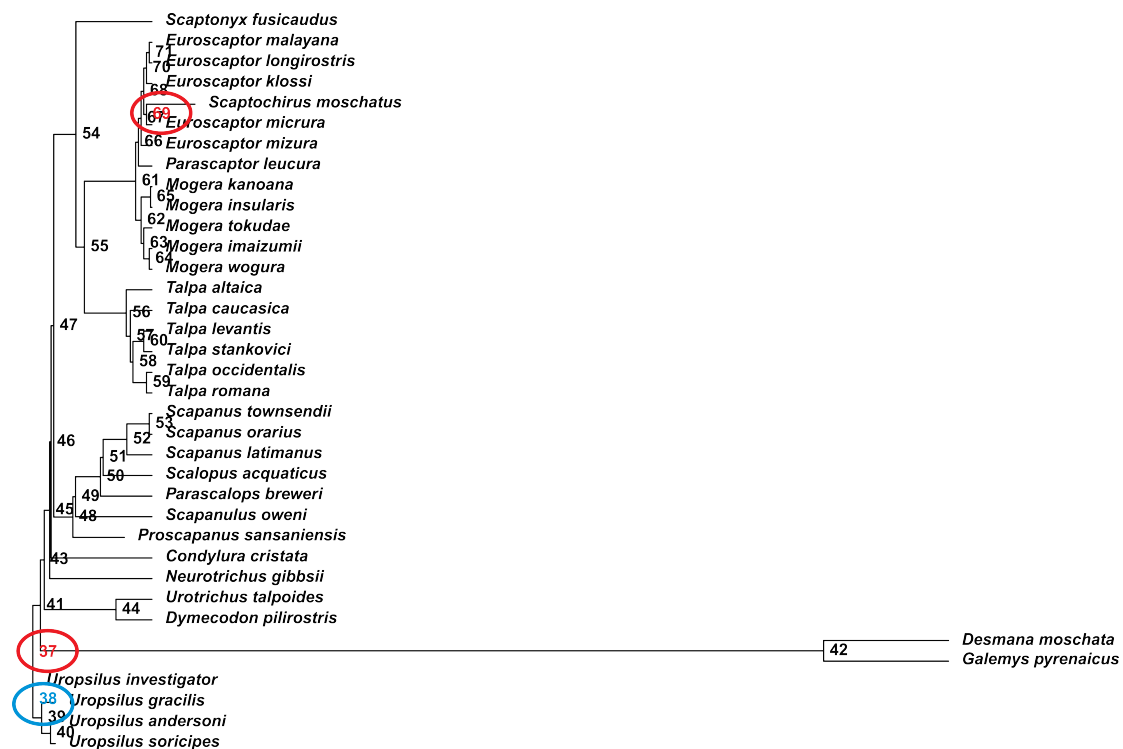 Scaptonyx fusicaudus
Euroscaptor malayana
71
Euroscaptor longirostris
70
Euroscaptor klossi
68
Scaptochirus moschatus
69
67
Euroscaptor micrura
54
66
Euroscaptor mizura
Parascaptor leucura
61
Mogera kanoana
65
Mogera insularis
62
Mogera tokudae
63
55
Mogera imaizumii
64
Mogera wogura
Talpa altaica
56
Talpa caucasica
47
Talpa levantis
57
60
Talpa stankovici
58
Talpa occidentalis
59
Talpa romana
Scapanus townsendii
53
Scapanus orarius
52
46
Scapanus latimanus
51
Scalopus acquaticus
50
Parascalops breweri
49
45
48
Scapanulus oweni
Proscapanus sansaniensis
43
Condylura cristata
Neurotrichus gibbsii
Urotrichus talpoides
41
44
Dymecodon pilirostris
Desmana moschata
37
42
Galemys pyrenaicus
Uropsilus investigator
38
Uropsilus gracilis
39
Uropsilus andersoni
40
Uropsilus soricipes